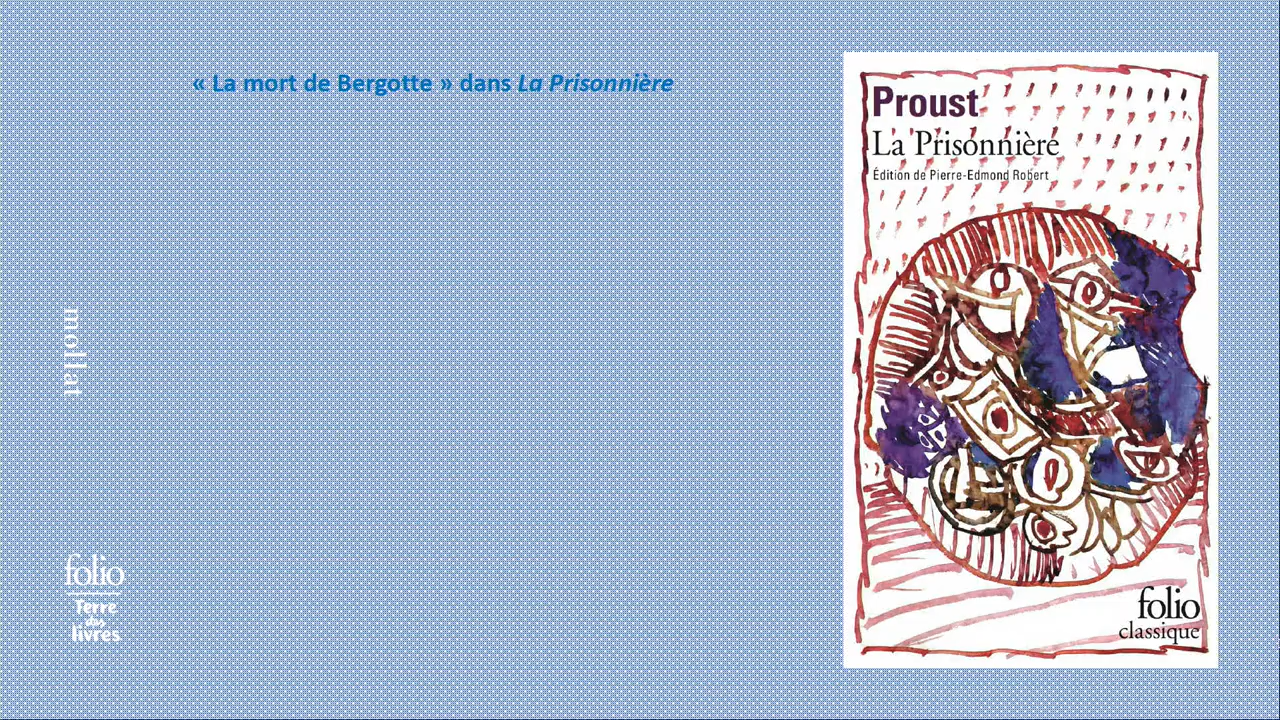 « La mort de Bergotte » dans La Prisonnière
Proust
La Prisonnière
Édition de Pierre-Edmond Robert
folio
classique
mollat
folio
Terre
des
livres